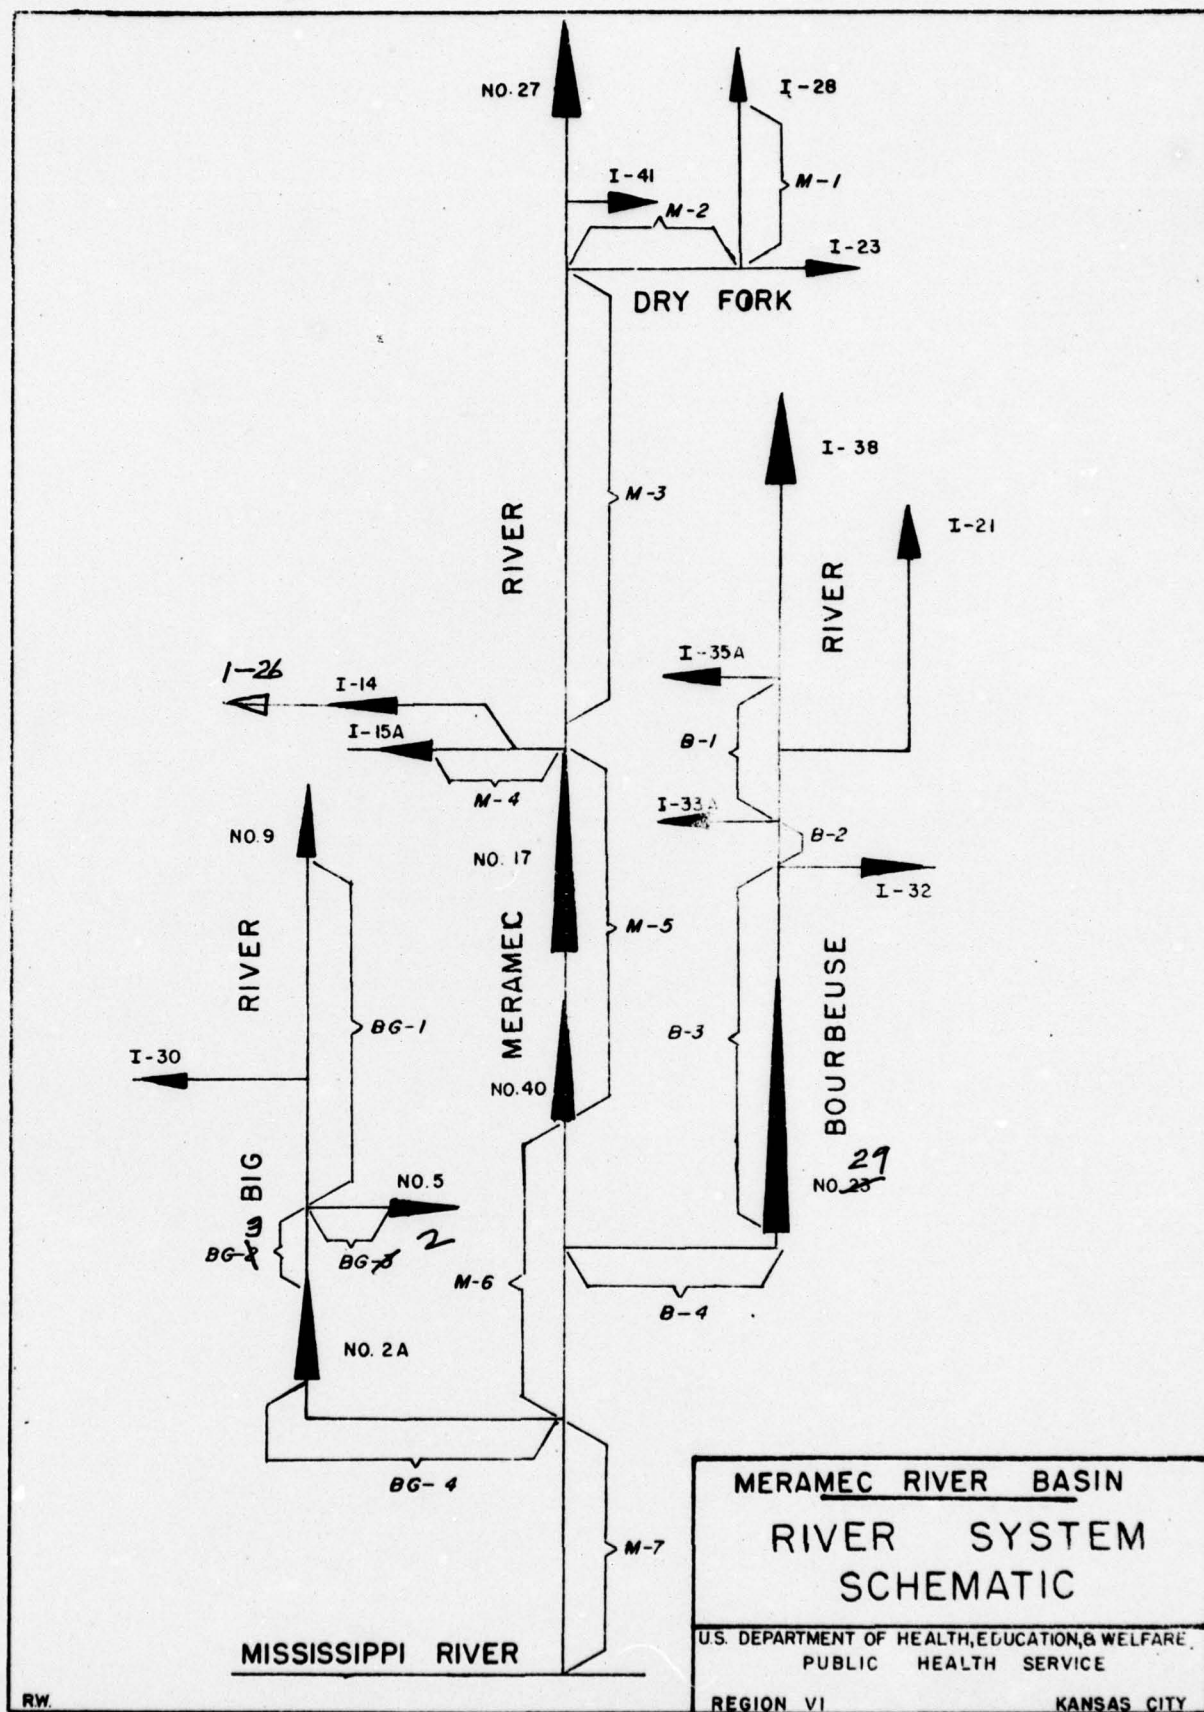 NO. 27
I-28
I-41
M-1
M-2
I-23
DRY FORK
I-38
M-3
I-21
RIVER
RIVER
I-35A
I-26
I-14
I-15A
B-1
M-4
I-33A
B-2
NO. 9
NO. 17
I-32
M-5
RIVER
MERAMEC
BOURBEUSE
BG-1
B-3
I-30
NO. 40
29
NO. 23
BIG
NO. 5
3
BG-2
BG-3 2
M-6
B-4
NO. 2A
BG-4
M-7
MISSISSIPPI RIVER
MERAMEC RIVER BASIN
RIVER SYSTEM
SCHEMATIC
U.S. DEPARTMENT OF HEALTH, EDUCATION, & WELFARE
PUBLIC HEALTH SERVICE
REGION VI KANSAS CITY
R.W.